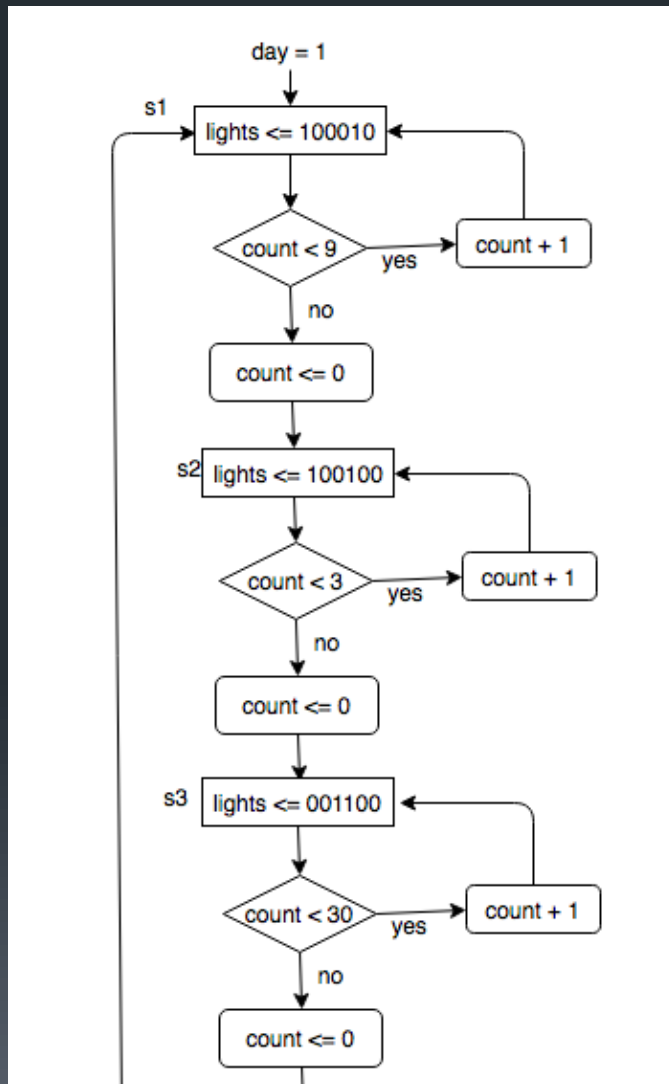 day = 1
s1
lights <= 100010
count < 9
yes
count + 1
no
count <= 0
s2
lights <= 100100
count < 3
yes
count + 1
no
count <= 0
s3
lights <= 001100
count < 30
yes
count + 1
no
count <= 0